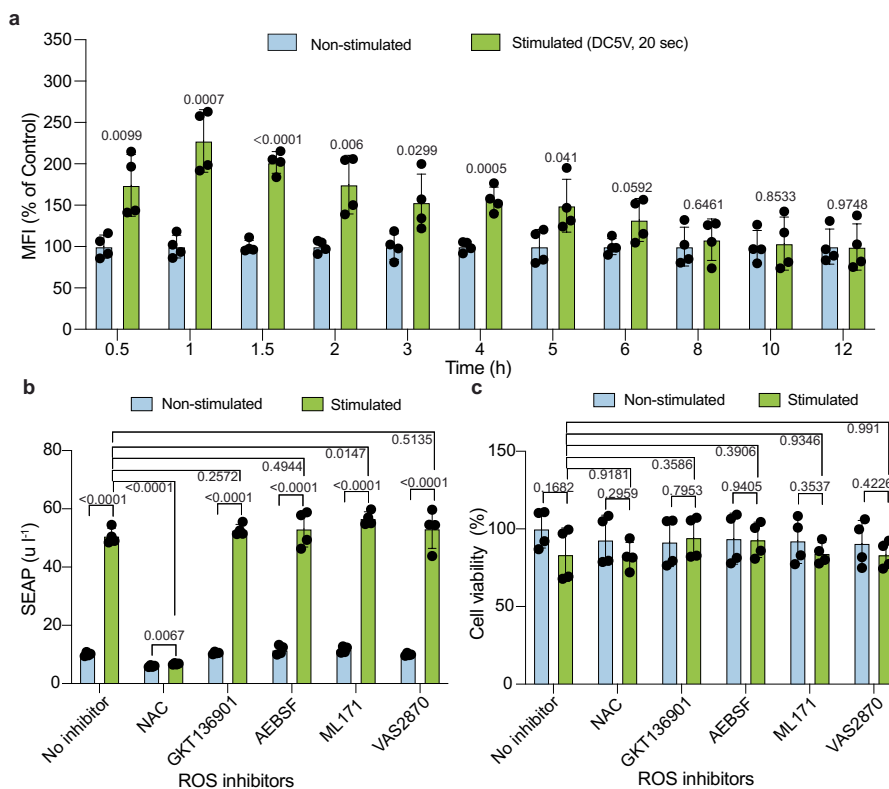 a
Non-stimulated
Stimulated (DC5V, 20 sec)
MFI (% of Control)
350
300
250
200
150
100
50
0
0.0099
0.0007
<0.0001
0.006
0.0299
0.0005
0.041
0.0592
0.6461
0.8533
0.9748
0.5 1 1.5 2 3 4 5 6 8 10 12
Time (h)
b
Non-stimulated
Stimulated
SEAP (u l-1)
80
60
40
20
0
0.5135
0.0147
0.4944
0.2572
<0.0001
<0.0001
<0.0001
<0.0001
<0.0001
<0.0001
0.0067
No inhibitor
NAC
GKT136901
AEBSF
ML171
VAS2870
ROS inhibitors
c
Non-stimulated
Stimulated
Cell viability (%)
150
100
50
0
0.991
0.9346
0.3906
0.3586
0.9181
0.1682
0.2959
0.7953
0.9405
0.3537
0.4226
No inhibitor
NAC
GKT136901
AEBSF
ML171
VAS2870
ROS inhibitors